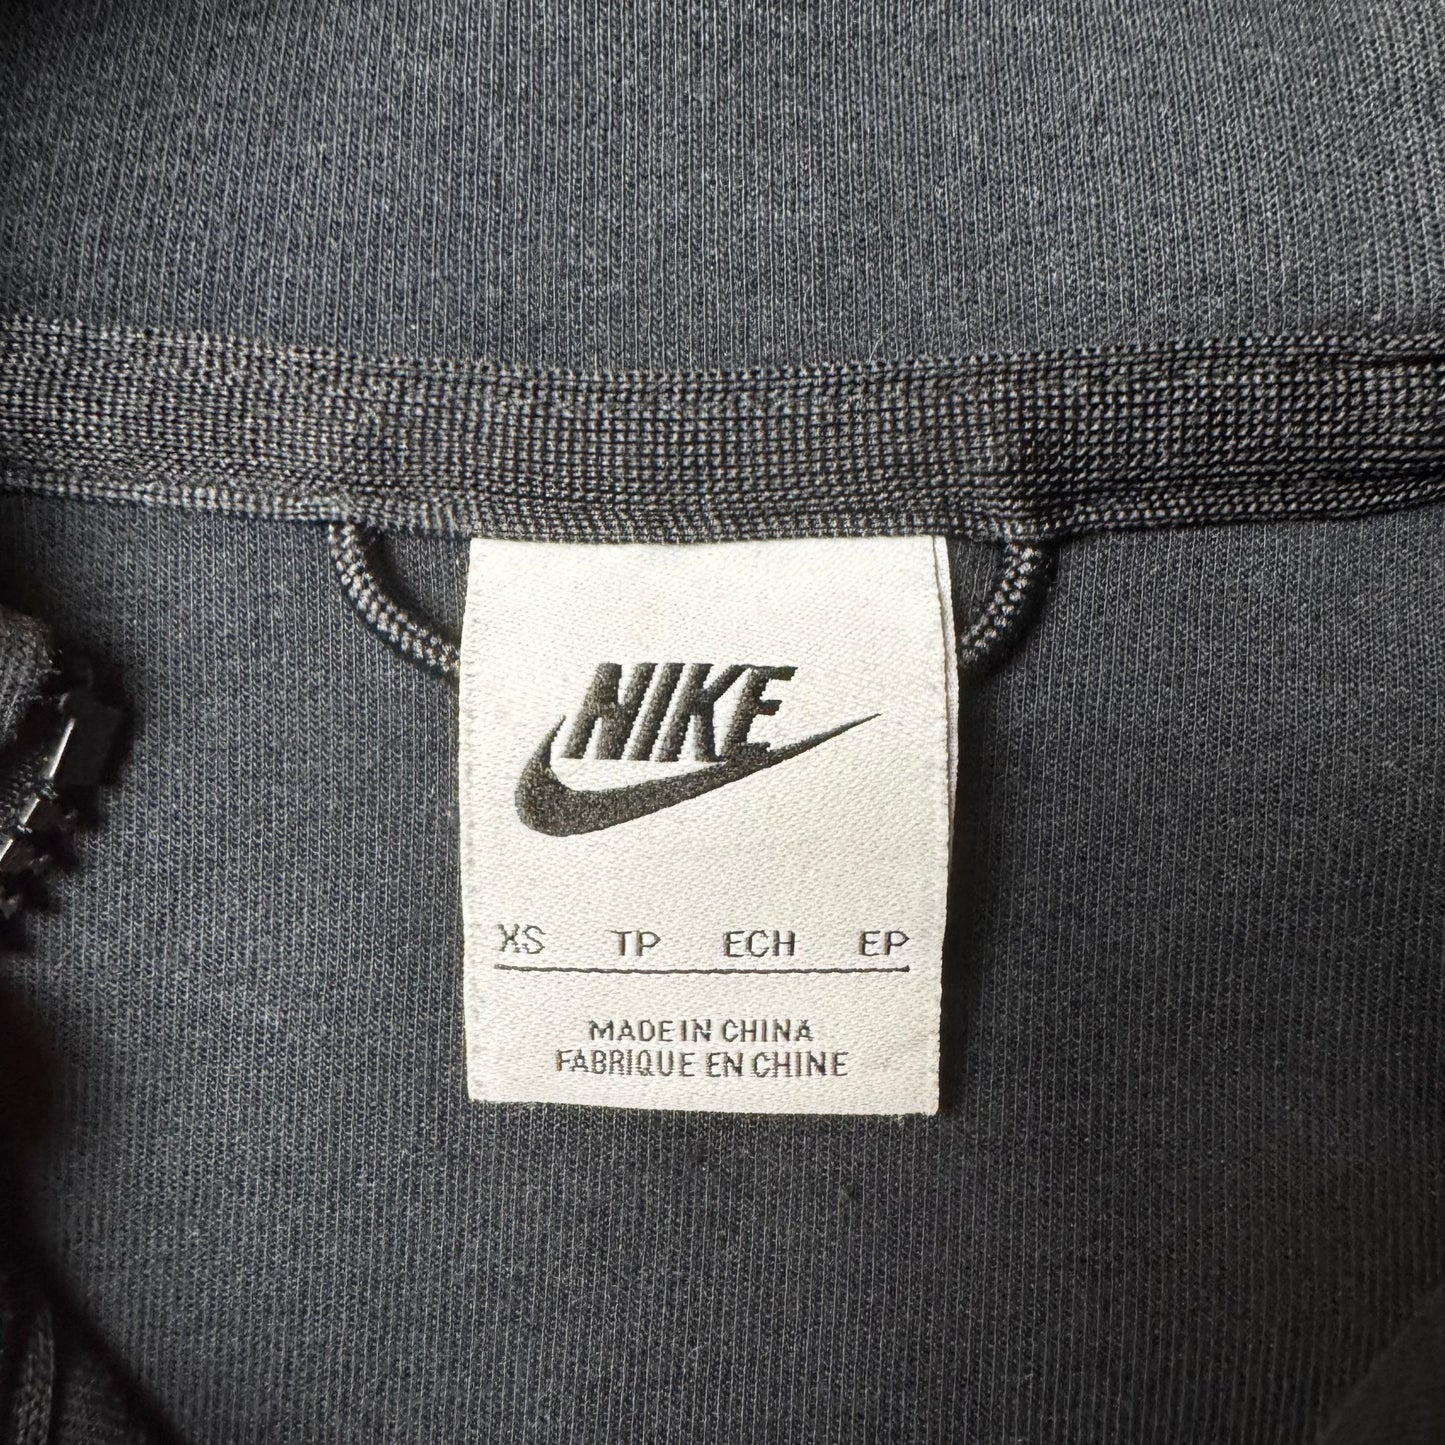 NIKE
XS TP ECH EP
MADE IN CHINA
FABRIQUE EN CHINE